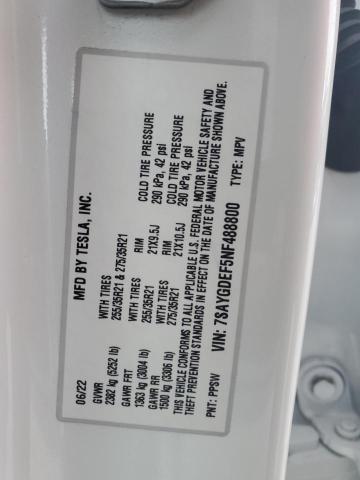 MFD BY TESLA, INC.
06/22
GVWR
2382 kg (5252 lb)
WITH TIRES
255/35R21 & 275/35R21
COLD TIRE PRESSURE
290 kPa, 42 psi
GAWR FRT
1363 kg (3004 lb)
WITH TIRES
255/35R21
RIM
21X9.5J
COLD TIRE PRESSURE
290 kPa, 42 psi
GAWR RR
1500 kg (3306 lb)
WITH TIRES
275/35R21
RIM
21X10.5J
THIS VEHICLE CONFORMS TO ALL APPLICABLE U.S. FEDERAL MOTOR VEHICLE SAFETY AND
THEFT PREVENTION STANDARDS IN EFFECT ON THE DATE OF MANUFACTURE SHOWN ABOVE.
VIN: 7SAYGDEF5NF488800
PNT: PPSW
TYPE: MPV